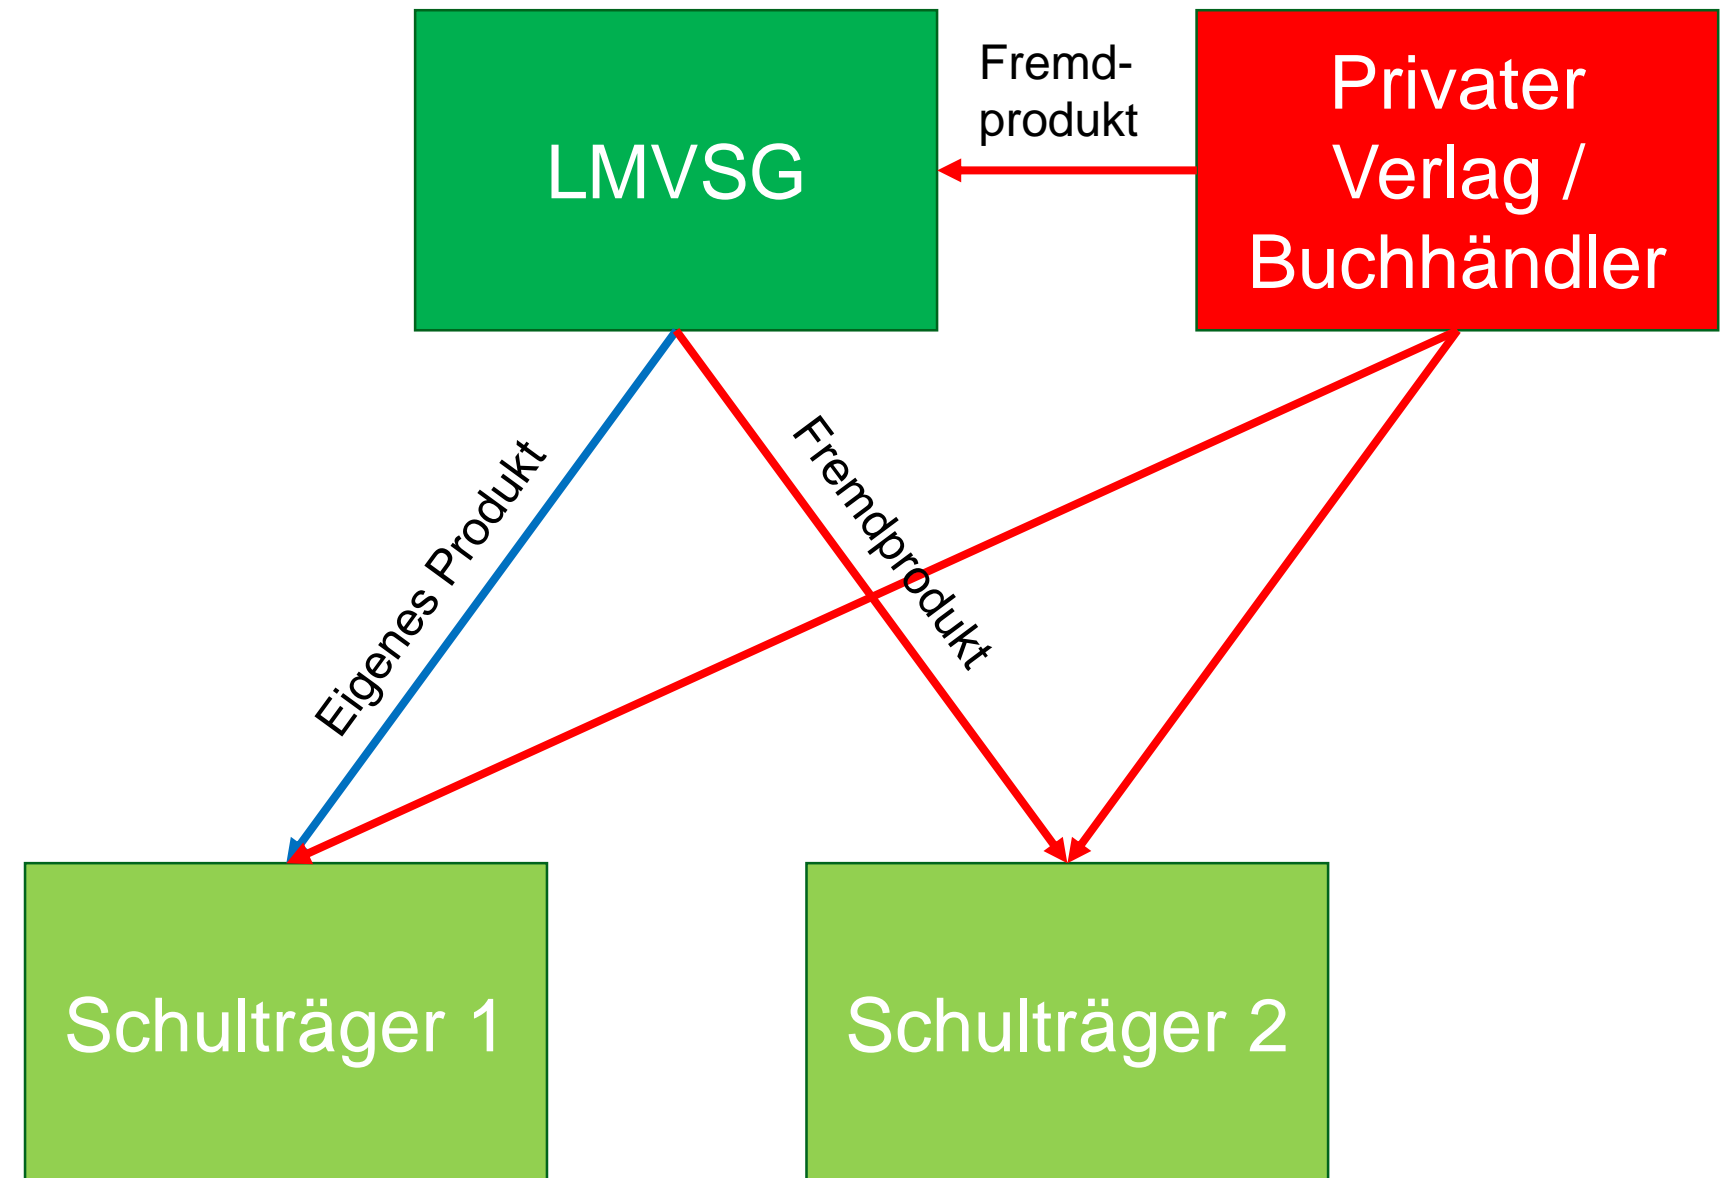 LMVSG
Fremd-
produkt
Privater
Verlag /
Buchhändler
Eigenes Produkt
Fremdprodukt
Schulträger 1
Schulträger 2